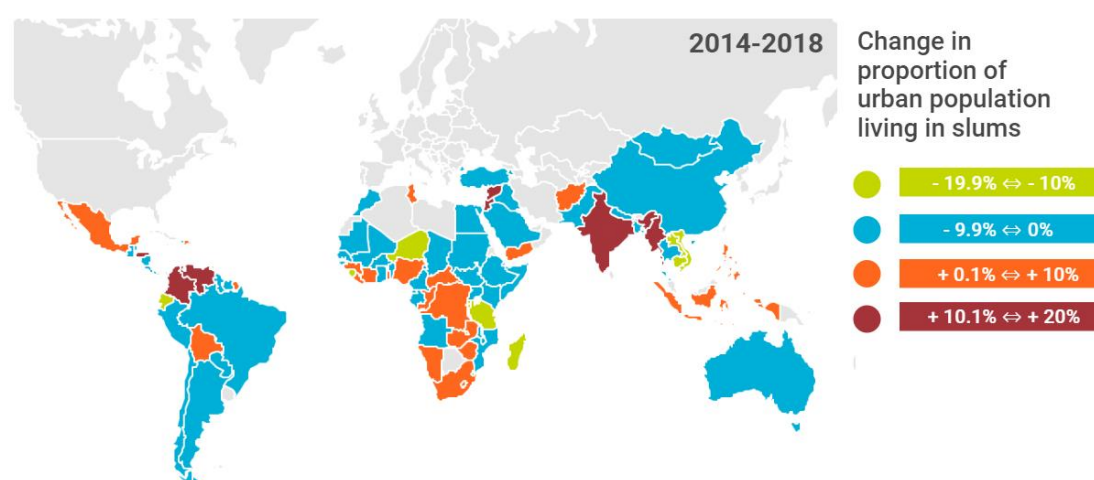 2014-2018
Change in
proportion of
urban population
living in slums
- 19.9% ⇔ - 10%
- 9.9% ⇔ 0%
+ 0.1% ⇔ + 10%
+ 10.1% ⇔ + 20%